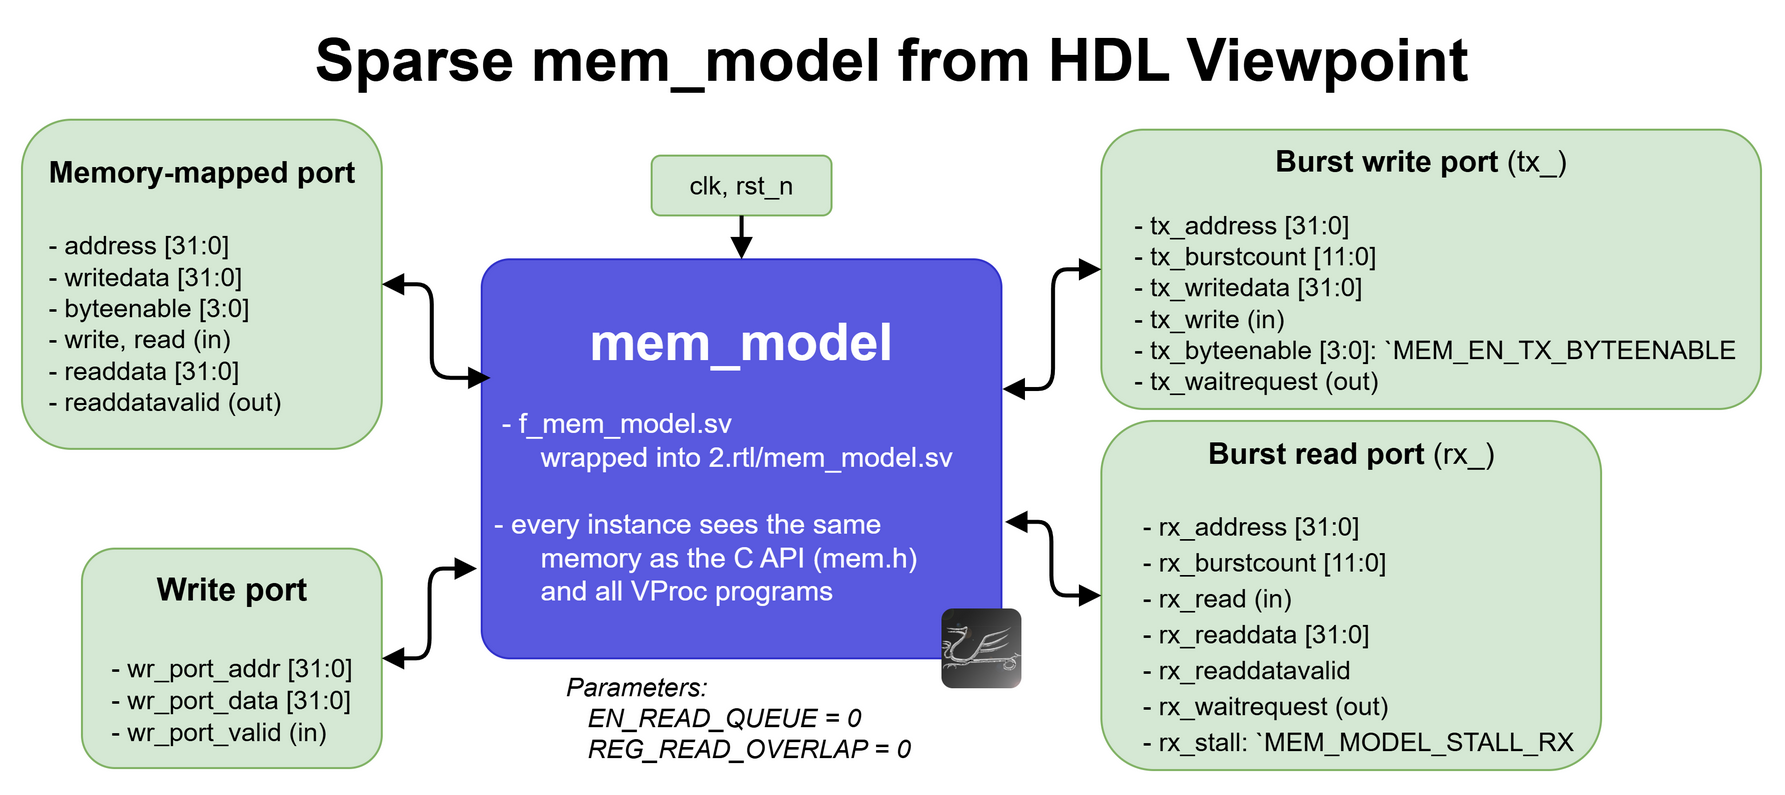 Sparse mem_model from HDL Viewpoint
Memory-mapped port
- address [31:0]
- writedata [31:0]
- byteenable [3:0]
- write, read (in)
- readdata [31:0]
- readdatavalid (out)
Write port
- wr_port_addr [31:0]
- wr_port_data [31:0]
- wr_port_valid (in)
clk, rst_n
mem_model
- f_mem_model.sv
wrapped into 2.rtl/mem_model.sv
- every instance sees the same
memory as the C API (mem.h)
and all VProc programs
Parameters:
EN_READ_QUEUE = 0
REG_READ_OVERLAP = 0
Burst write port (tx_)
- tx_address [31:0]
- tx_burstcount [11:0]
- tx_writedata [31:0]
- tx_write (in)
- tx_byteenable [3:0]: `MEM_EN_TX_BYTEENABLE
- tx_waitrequest (out)
Burst read port (rx_)
- rx_address [31:0]
- rx_burstcount [11:0]
- rx_read (in)
- rx_readdata [31:0]
- rx_readdatavalid
- rx_waitrequest (out)
- rx_stall: `MEM_MODEL_STALL_RX